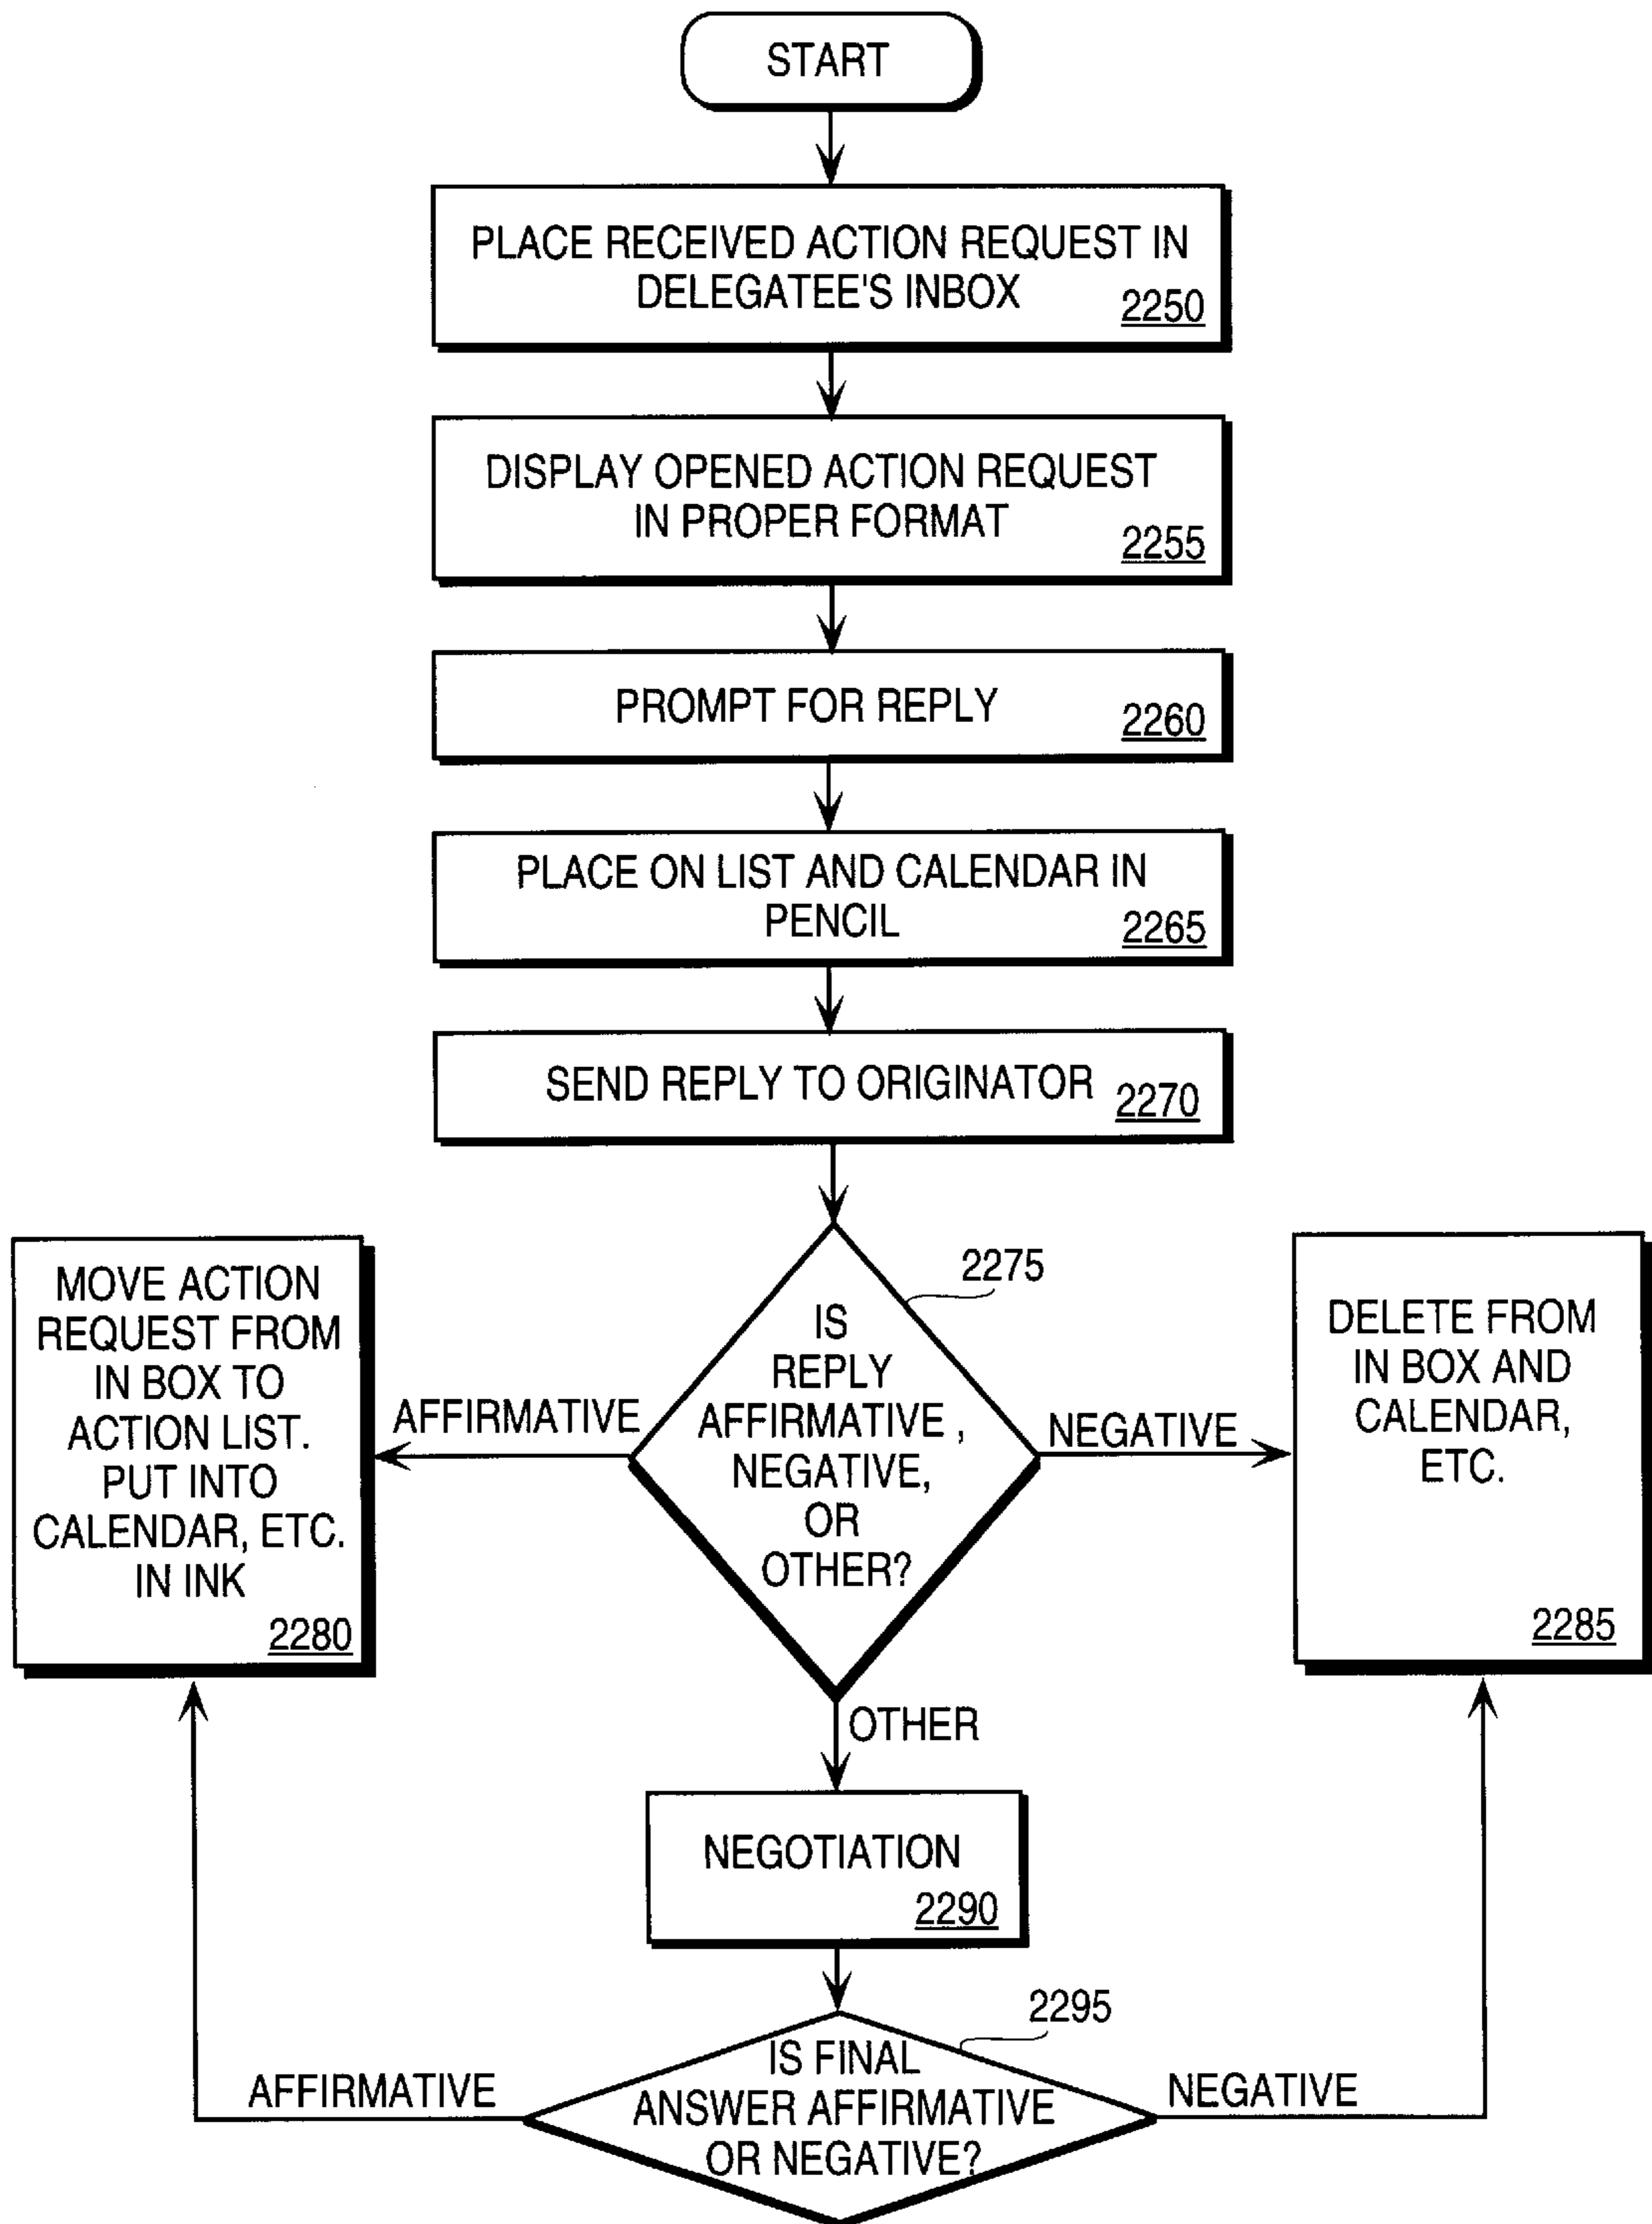 START
PLACE RECEIVED ACTION REQUEST IN
DELEGATEE'S INBOX
2250
DISPLAY OPENED ACTION REQUEST
IN PROPER FORMAT
2255
PROMPT FOR REPLY
2260
PLACE ON LIST AND CALENDAR IN
PENCIL
2265
SEND REPLY TO ORIGINATOR
2270
2275
IS
REPLY
AFFIRMATIVE ,
NEGATIVE,
OR
OTHER?
AFFIRMATIVE
MOVE ACTION
REQUEST FROM
IN BOX TO
ACTION LIST.
PUT INTO
CALENDAR, ETC.
IN INK
2280
NEGATIVE
DELETE FROM
IN BOX AND
CALENDAR,
ETC.
2285
OTHER
NEGOTIATION
2290
2295
IS FINAL
ANSWER AFFIRMATIVE
OR NEGATIVE?
AFFIRMATIVE
NEGATIVE